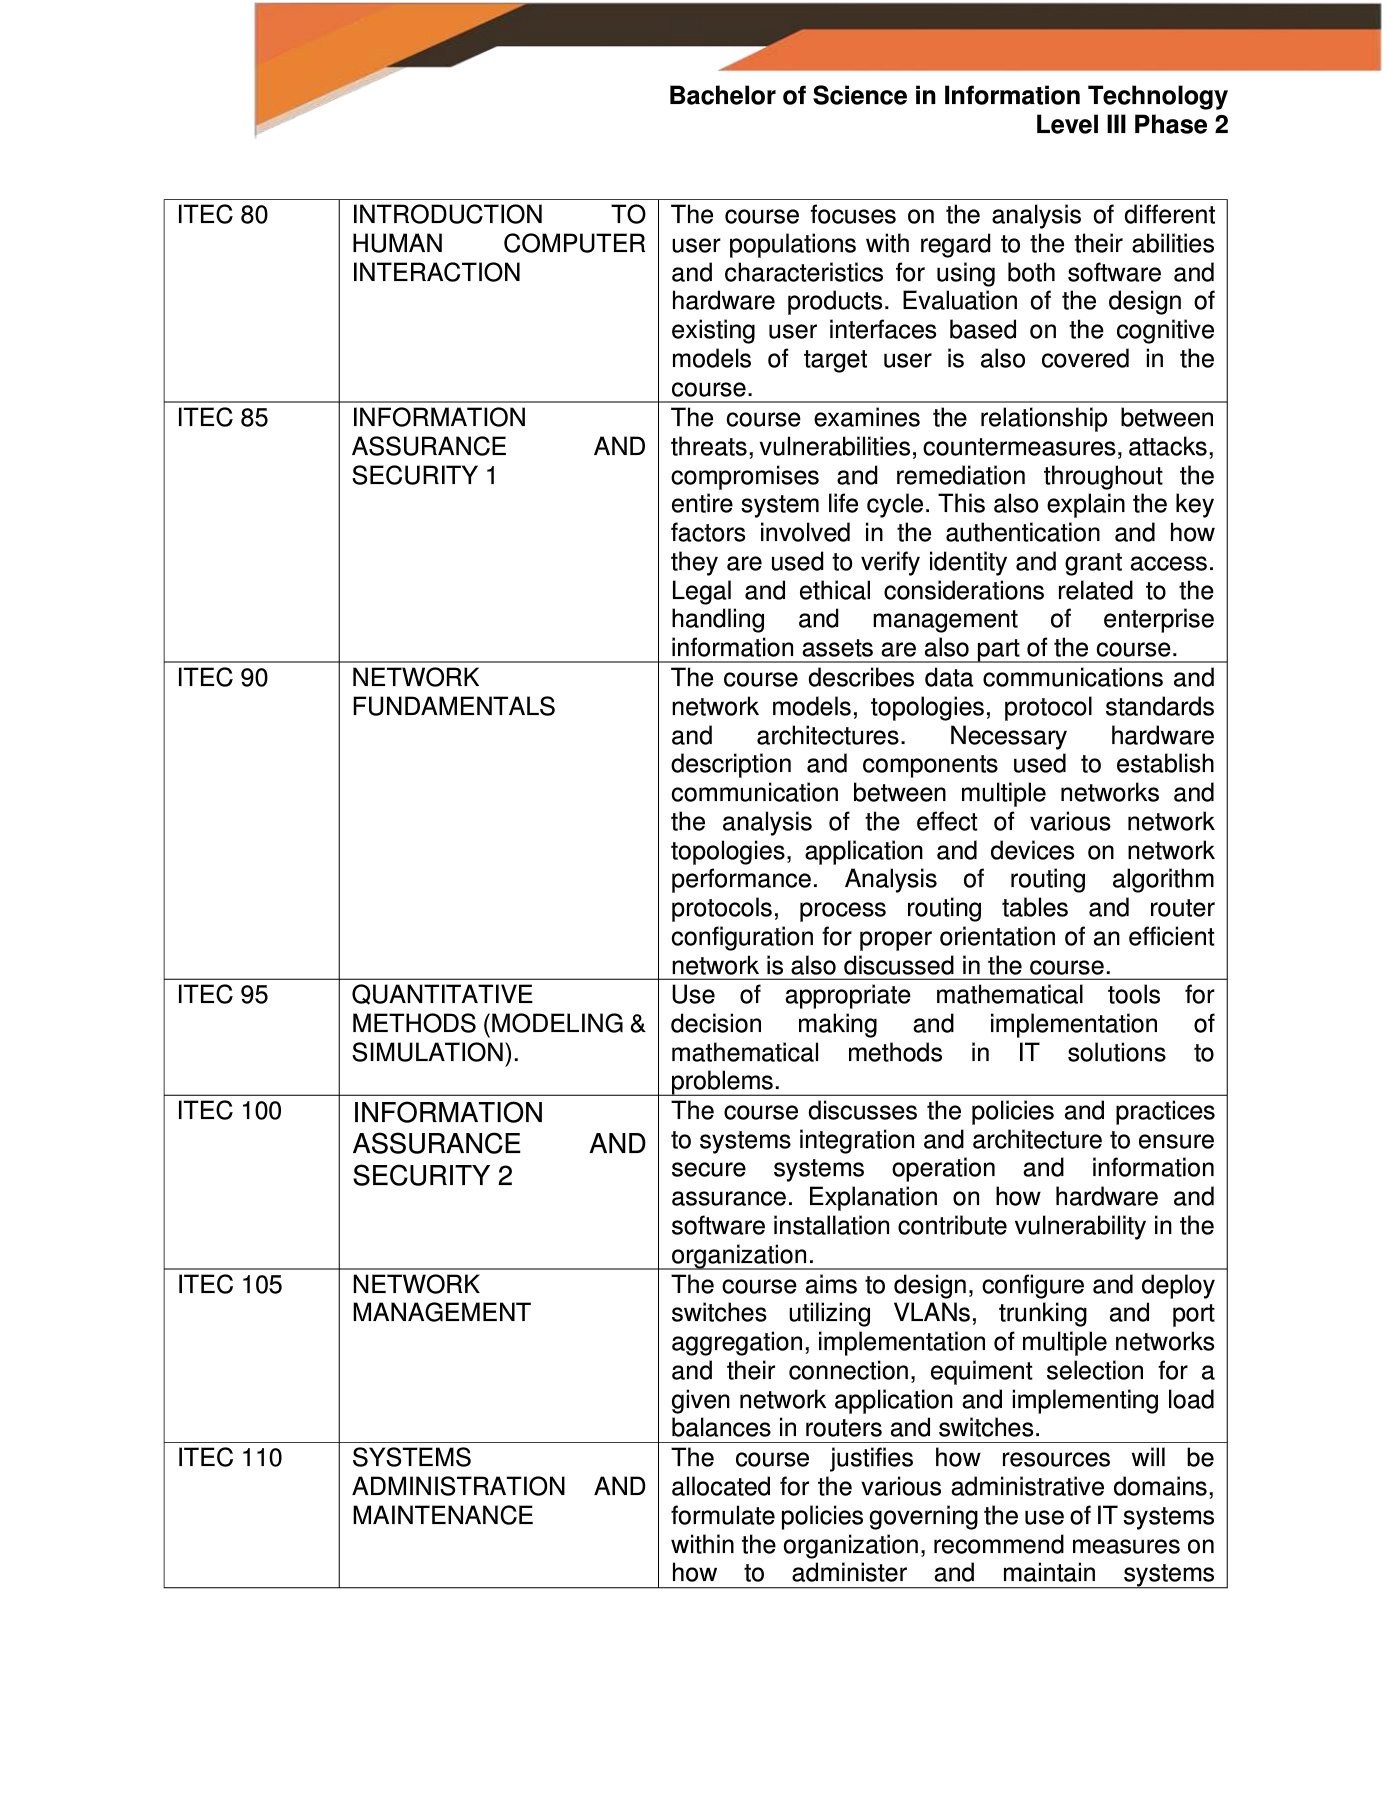 Bachelor of Science in Information Technology
Level III Phase 2
ITEC 80
INTRODUCTION TO
HUMAN COMPUTER
INTERACTION
The course focuses on the analysis of different
user populations with regard to the their abilities
and characteristics for using both software and
hardware products. Evaluation of the design of
existing user interfaces based on the cognitive
models of target user is also covered in the
course.
ITEC 85
INFORMATION
ASSURANCE AND
SECURITY 1
The course examines the relationship between
threats, vulnerabilities, countermeasures, attacks,
compromises and remediation throughout the
entire system life cycle. This also explain the key
factors involved in the authentication and how
they are used to verify identity and grant access.
Legal and ethical considerations related to the
handling and management of enterprise
information assets are also part of the course.
ITEC 90
NETWORK
FUNDAMENTALS
The course describes data communications and
network models, topologies, protocol standards
and architectures. Necessary hardware
description and components used to establish
communication between multiple networks and
the analysis of the effect of various network
topologies, application and devices on network
performance. Analysis of routing algorithm
protocols, process routing tables and router
configuration for proper orientation of an efficient
network is also discussed in the course.
ITEC 95
QUANTITATIVE
METHODS (MODELING &
SIMULATION).
Use of appropriate mathematical tools for
decision making and implementation of
mathematical methods in IT solutions to
problems.
ITEC 100
INFORMATION
ASSURANCE AND
SECURITY 2
The course discusses the policies and practices
to systems integration and architecture to ensure
secure systems operation and information
assurance. Explanation on how hardware and
software installation contribute vulnerability in the
organization.
ITEC 105
NETWORK
MANAGEMENT
The course aims to design, configure and deploy
switches utilizing VLANs, trunking and port
aggregation, implementation of multiple networks
and their connection, equiment selection for a
given network application and implementing load
balances in routers and switches.
ITEC 110
SYSTEMS
ADMINISTRATION AND
MAINTENANCE
The course justifies how resources will be
allocated for the various administrative domains,
formulate policies governing the use of IT systems
within the organization, recommend measures on
how to administer and maintain systems